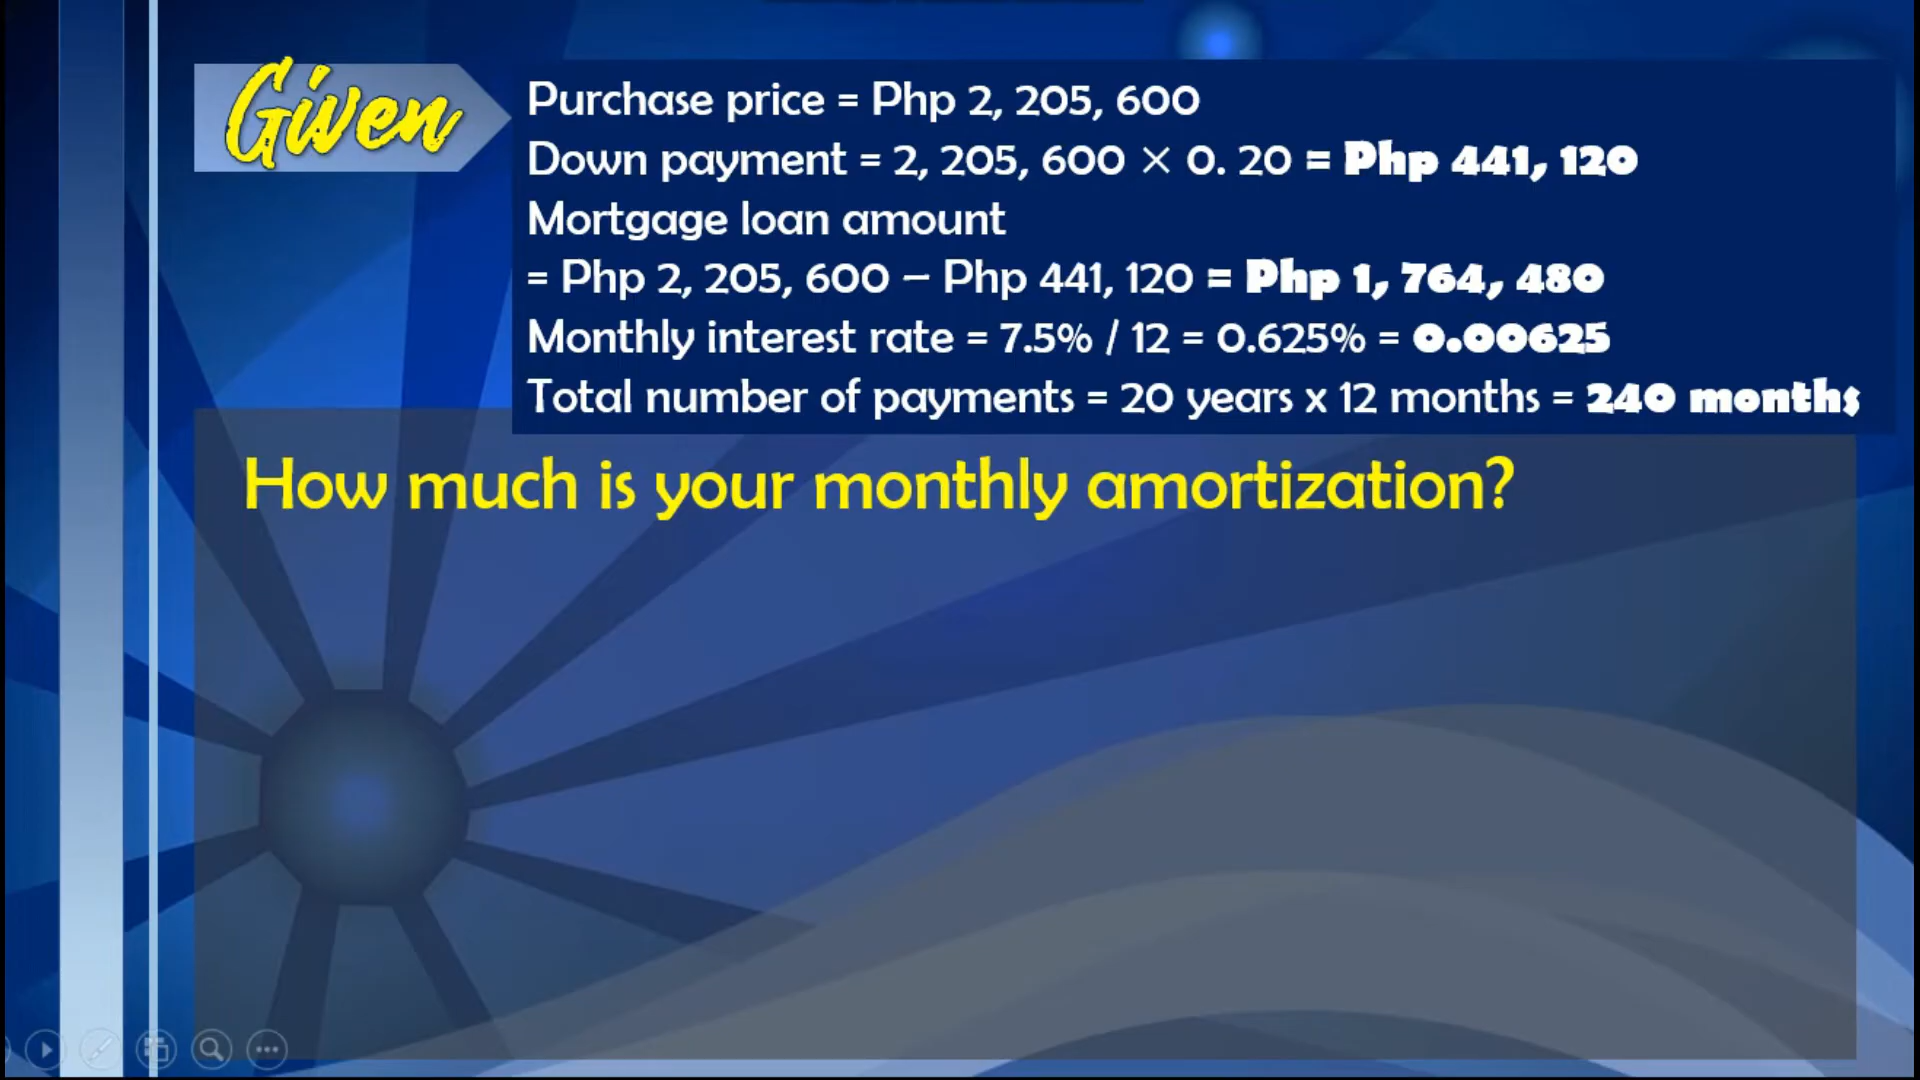 Given
Purchase price = Php 2, 205, 600
Down payment = 2, 205, 600 × 0. 20 = Php 441, 120
Mortgage loan amount
= Php 2, 205, 600 – Php 441, 120 = Php 1, 764, 480
Monthly interest rate = 7.5% / 12 = 0.625% = 0.00625
Total number of payments = 20 years x 12 months = 240 months
How much is your monthly amortization?